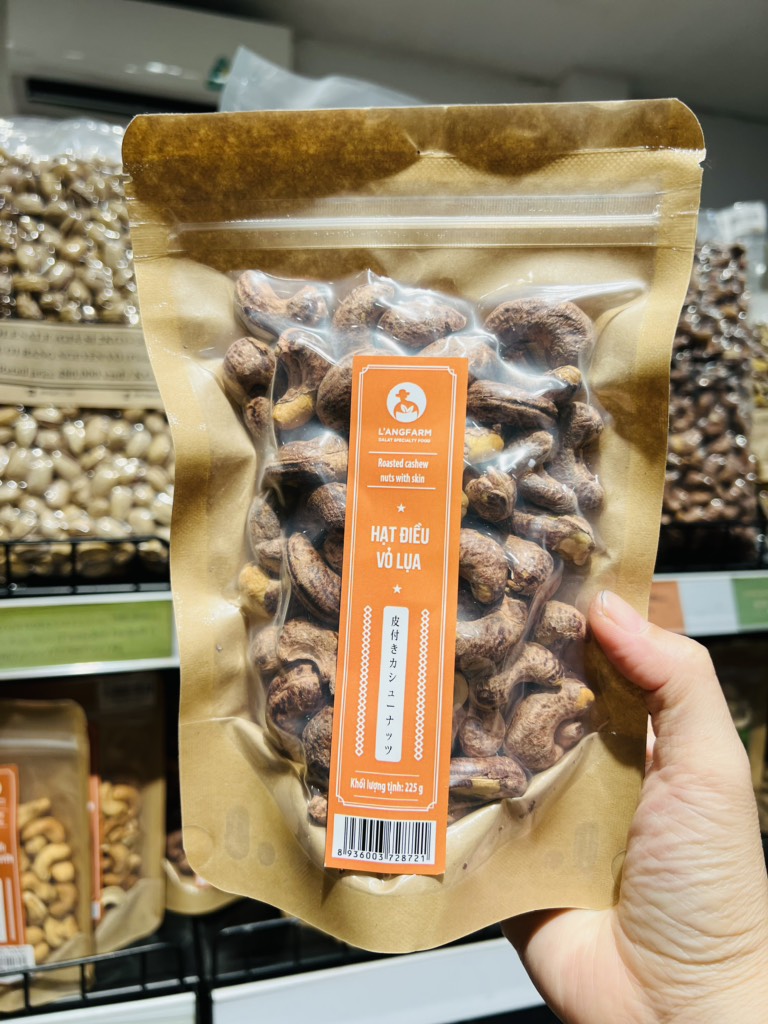 L'ANGFARM
DALAT SPECIALTY FOOD
Roasted cashew
nuts with skin
HẠT ĐIỀU
VỎ LỤA
皮付きカシューナッツ
Khối lượng tịnh: 225 g
8 936003 728721